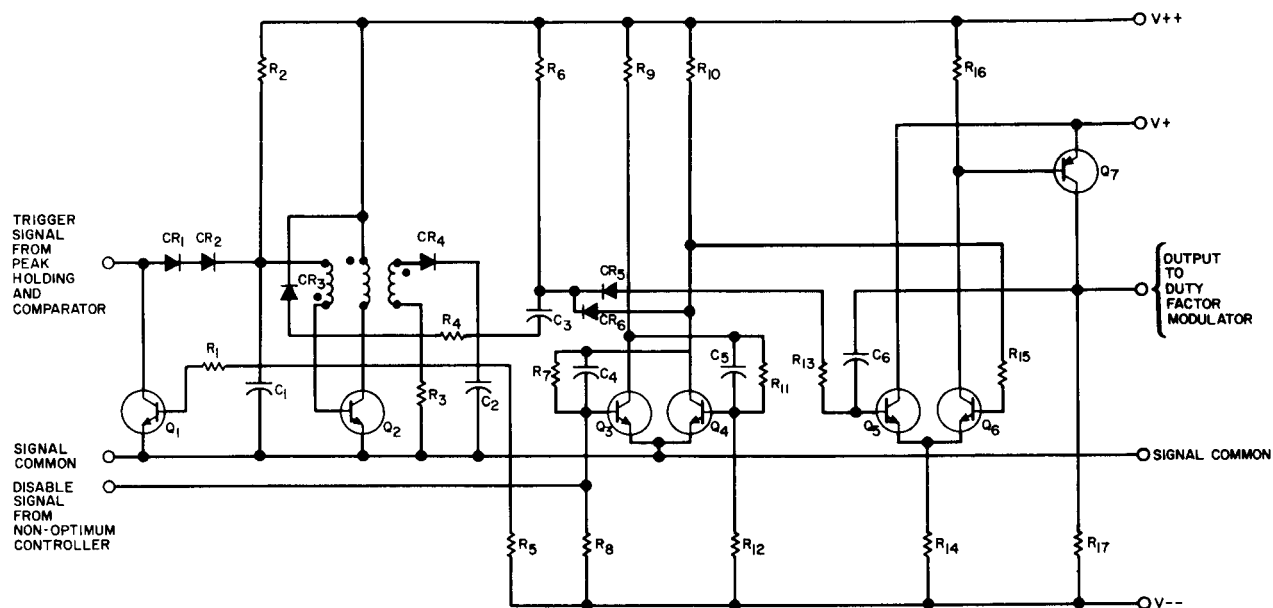 V++
R2
R6
R9
R10
R16
V+
Q7
TRIGGER
SIGNAL
FROM
PEAK
HOLDING
AND
COMPARATOR
CR1
CR2
CR3
CR4
CR5
CR6
OUTPUT
TO
DUTY
FACTOR
MODULATOR
R4
C3
R1
R7
C4
C5
R11
R13
C6
R15
C1
R3
C2
Q1
Q2
Q3
Q4
Q5
Q6
SIGNAL
COMMON
SIGNAL COMMON
DISABLE
SIGNAL
FROM
NON-OPTIMUM
CONTROLLER
R5
R8
R12
R14
R17
V--